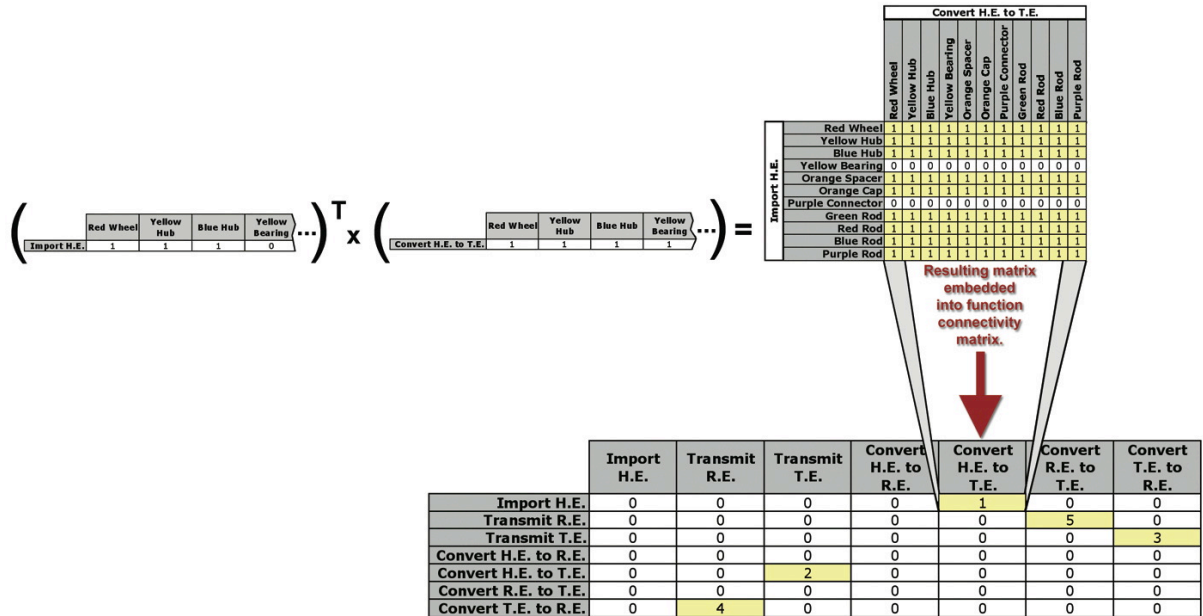 Convert H.E. to T.E.
Red Wheel Yellow Hub Blue Hub Yellow Bearing Orange Spacer Orange Cap Purple Connector Green Rod Red Rod Blue Rod Purple Rod
Import H.E.
Red Wheel 1 1 1 1 1 1 1 1 1 1 1
Yellow Hub 1 1 1 1 1 1 1 1 1 1 1
Blue Hub 1 1 1 1 1 1 1 1 1 1 1
Yellow Bearing 0 0 0 0 0 0 0 0 0 0 0
Orange Spacer 1 1 1 1 1 1 1 1 1 1 1
Orange Cap 1 1 1 1 1 1 1 1 1 1 1
Purple Connector 0 0 0 0 0 0 0 0 0 0 0
Green Rod 1 1 1 1 1 1 1 1 1 1 1
Red Rod 1 1 1 1 1 1 1 1 1 1 1
Blue Rod 1 1 1 1 1 1 1 1 1 1 1
Purple Rod 1 1 1 1 1 1 1 1 1 1 1
( Red Wheel Yellow Hub Blue Hub Yellow Bearing ... ) T
Import H.E. 1 1 1 0
x
( Red Wheel Yellow Hub Blue Hub Yellow Bearing ... ) =
Convert H.E. to T.E. 1 1 1 1
Resulting matrix
embedded
into function
connectivity
matrix.
Import H.E. Transmit R.E. Transmit T.E. Convert H.E. to R.E. Convert H.E. to T.E. Convert R.E. to T.E. Convert T.E. to R.E.
Import H.E. 0 0 0 0 1 0 0
Transmit R.E. 0 0 0 0 0 5 0
Transmit T.E. 0 0 0 0 0 0 3
Convert H.E. to R.E. 0 0 0 0 0 0 0
Convert H.E. to T.E. 0 0 2 0 0 0 0
Convert R.E. to T.E. 0 0 0 0 0 0 0
Convert T.E. to R.E. 0 4 0 0 0 0 0